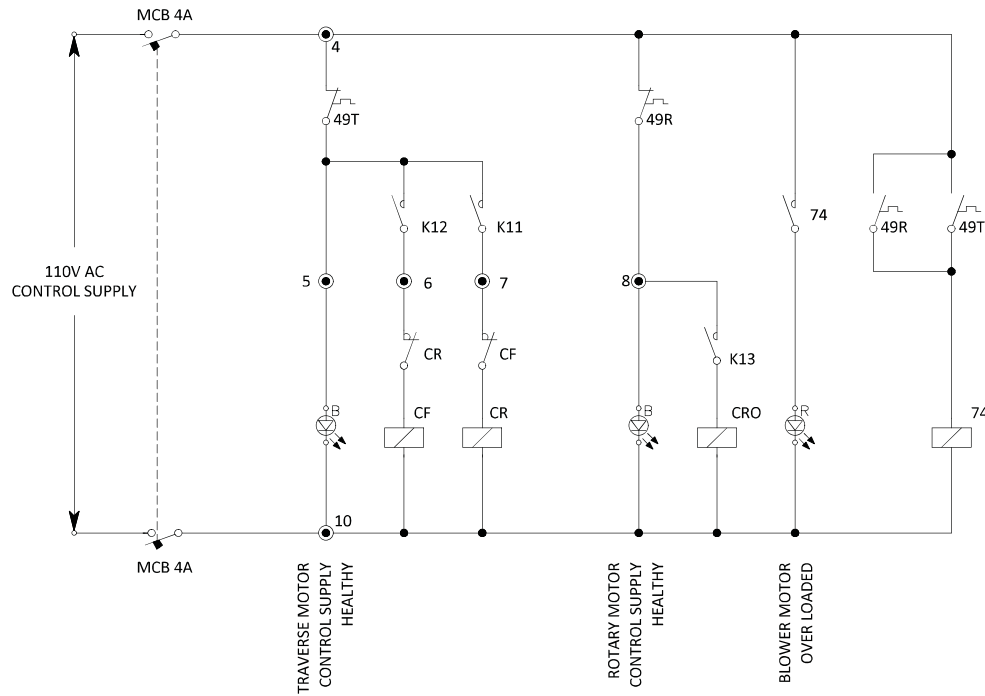 MCB 4A
4
49T
49R
74
49R
49T
K12
K11
110V AC
CONTROL SUPPLY
5
6
7
8
CR
CF
K13
B
CF
CR
B
CRO
R
74
10
MCB 4A
TRAVERSE MOTOR
CONTROL SUPPLY
HEALTHY
ROTARY MOTOR
CONTROL SUPPLY
HEALTHY
BLOWER MOTOR
OVER LOADED